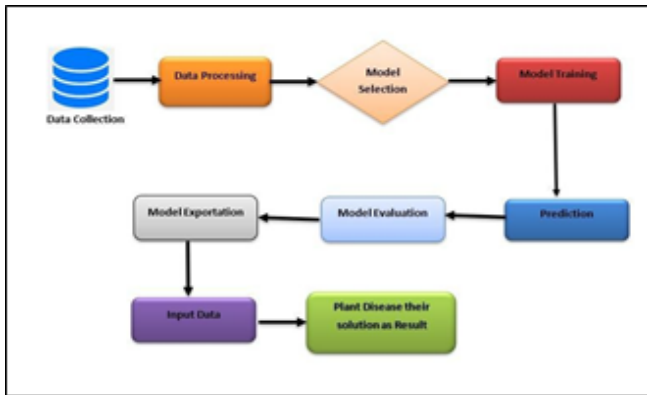 Data Collection
Data Processing
Model
Selection
Model Training
Prediction
Model Evaluation
Model Exportation
Input Data
Plant Disease their
solution as Result